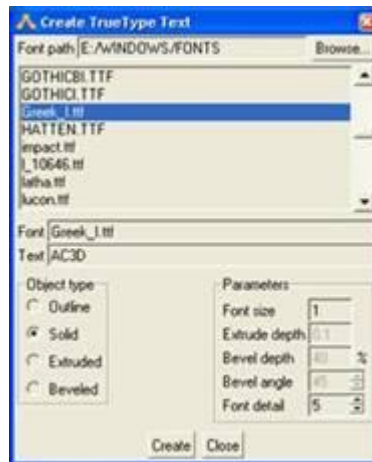 Create TrueType Text
Font path E:/WINDOWS/FONTS Browse...
GOTHICBI.TTF
GOTHICI.TTF
Greek_I.ttf
HATTEN.TTF
impact.ttf
l_10646.ttf
latha.ttf
lucon.ttf
Font Greek_I.ttf
Text AC3D
Object type
Outline
Solid
Extruded
Beveled
Parameters
Font size 1
Extrude depth 0.1
Bevel depth 40 %
Bevel angle 45
Font detail 5
Create Close